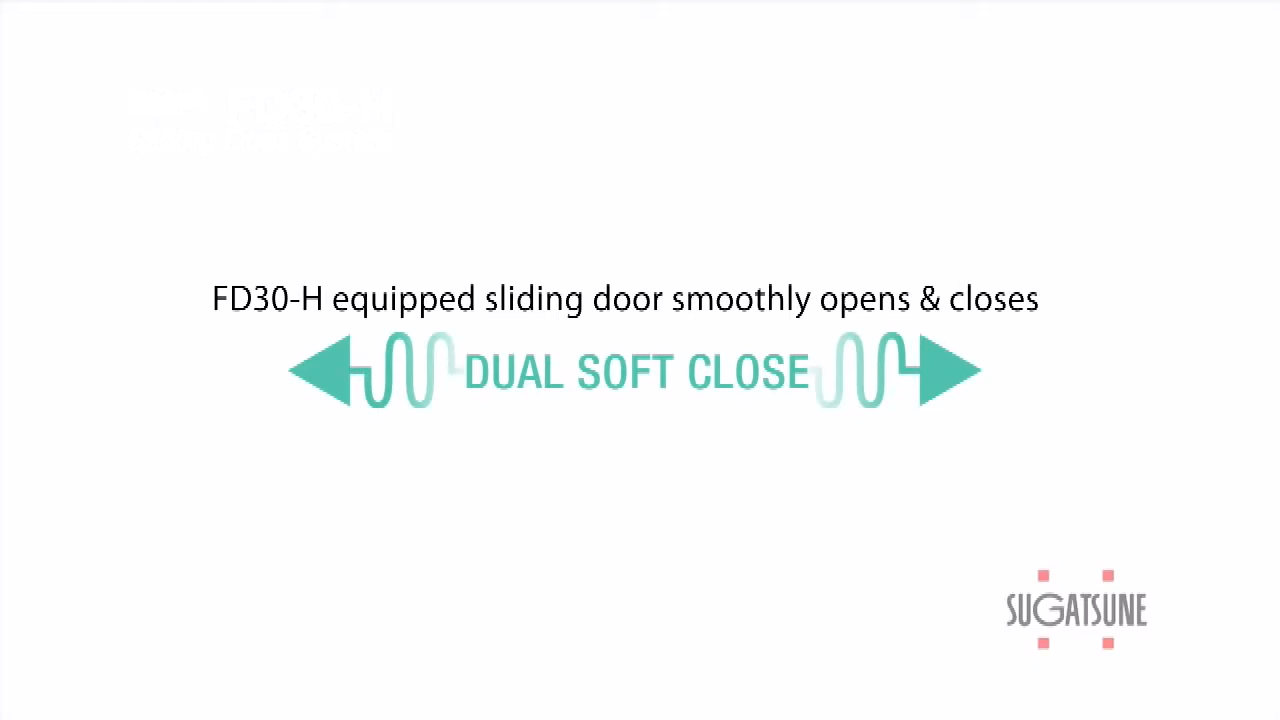 FD30-H equipped sliding door smoothly opens & closes
DUAL SOFT CLOSE
SUGATSUNE